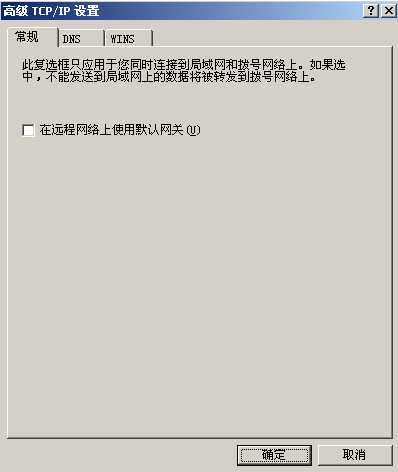 高级 TCP/IP 设置
常规
DNS
WINS
此复选框只应用于您同时连接到局域网和拨号网络上。如果选
中，不能发送到局域网上的数据将被转发到拨号网络上。
在远程网络上使用默认网关(U)
确定
取消